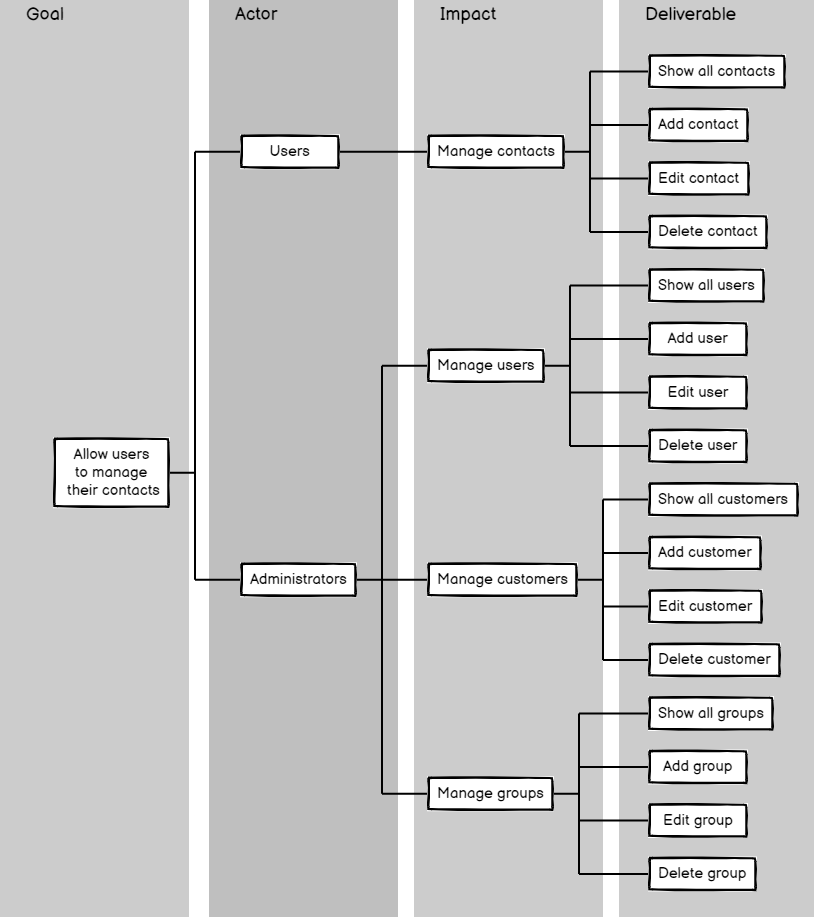 Goal
Actor
Impact
Deliverable
Show all contacts
Add contact
Users
Manage contacts
Edit contact
Delete contact
Show all users
Add user
Manage users
Edit user
Delete user
Allow users
to manage
their contacts
Show all customers
Add customer
Administrators
Manage customers
Edit customer
Delete customer
Show all groups
Add group
Manage groups
Edit group
Delete group